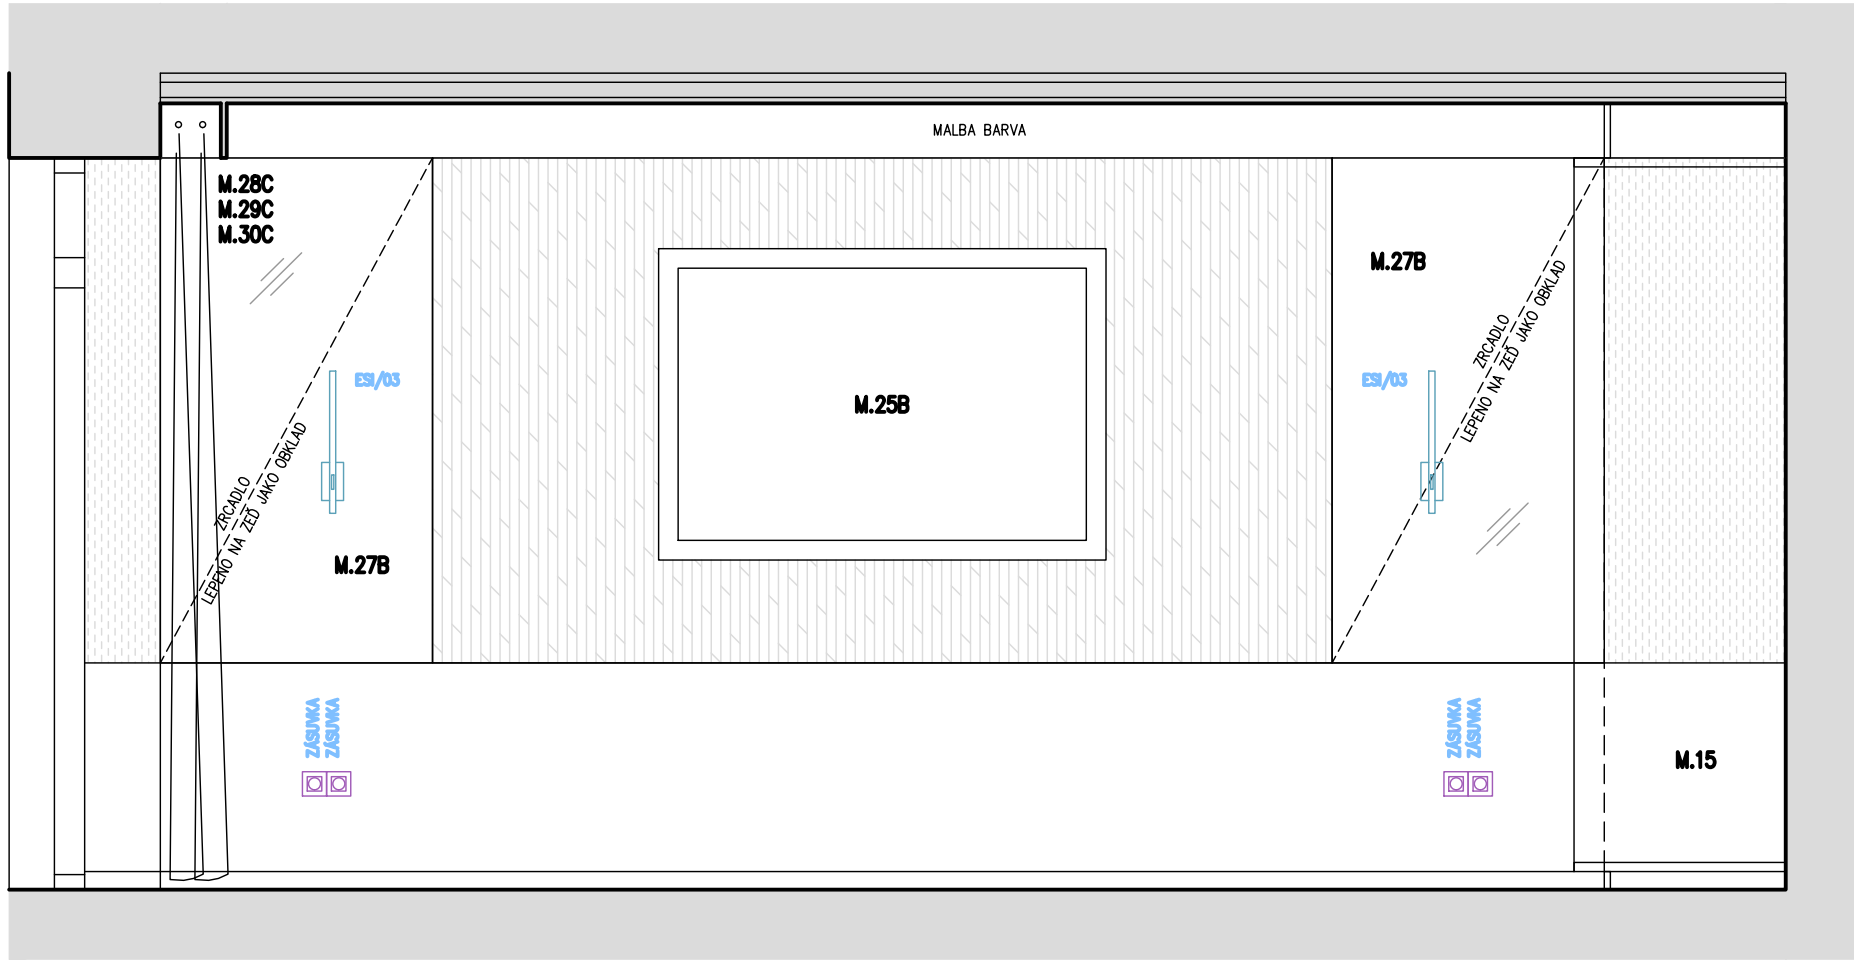 MALBA BARVA
M.28C
M.29C
M.30C
M.27B
ZRCADLO
LEPENO NA ZEĎ JAKO OBKLAD
ESI/03
M.25B
ESI/03
ZRCADLO
LEPENO NA ZEĎ JAKO OBKLAD
M.27B
ZÁSUVKA
ZÁSUVKA
ZÁSUVKA
ZÁSUVKA
M.15